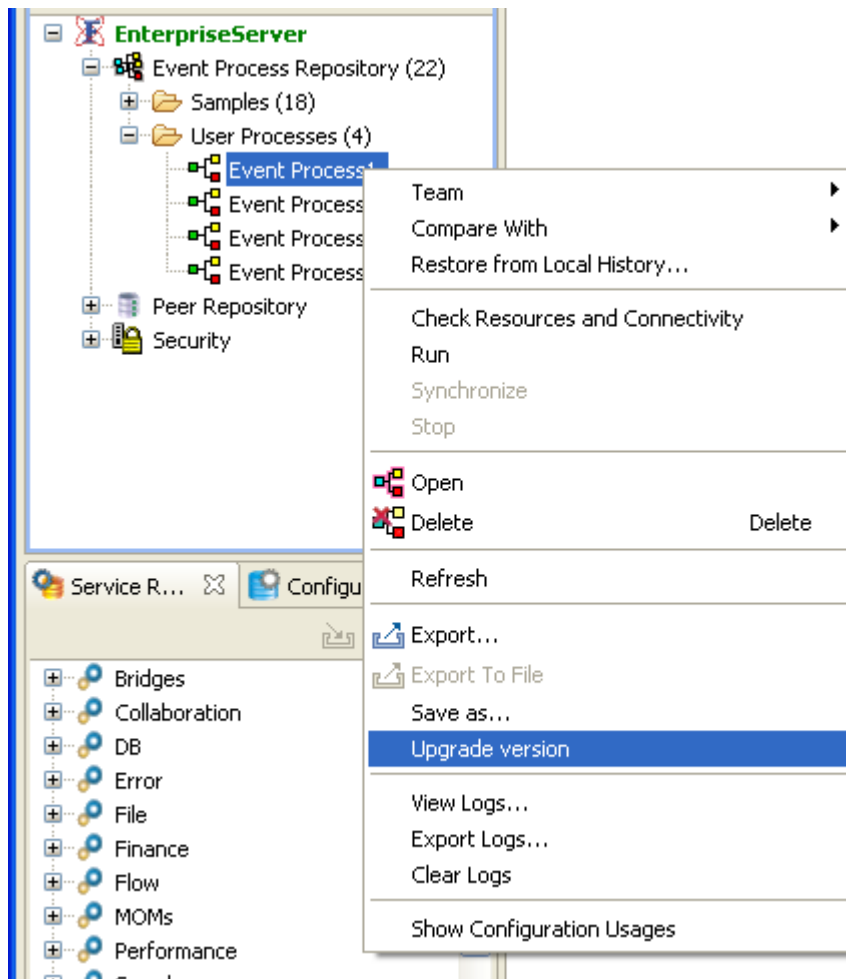 EnterpriseServer
Event Process Repository (22)
Samples (18)
User Processes (4)
Event Process1
Event Process
Event Process
Event Process
Peer Repository
Security
Team
Compare With
Restore from Local History...
Check Resources and Connectivity
Run
Synchronize
Stop
Open
Delete Delete
Refresh
Export...
Export To File
Save as...
Upgrade version
View Logs...
Export Logs...
Clear Logs
Show Configuration Usages
Service R... Configu
Bridges
Collaboration
DB
Error
File
Finance
Flow
MOMs
Performance